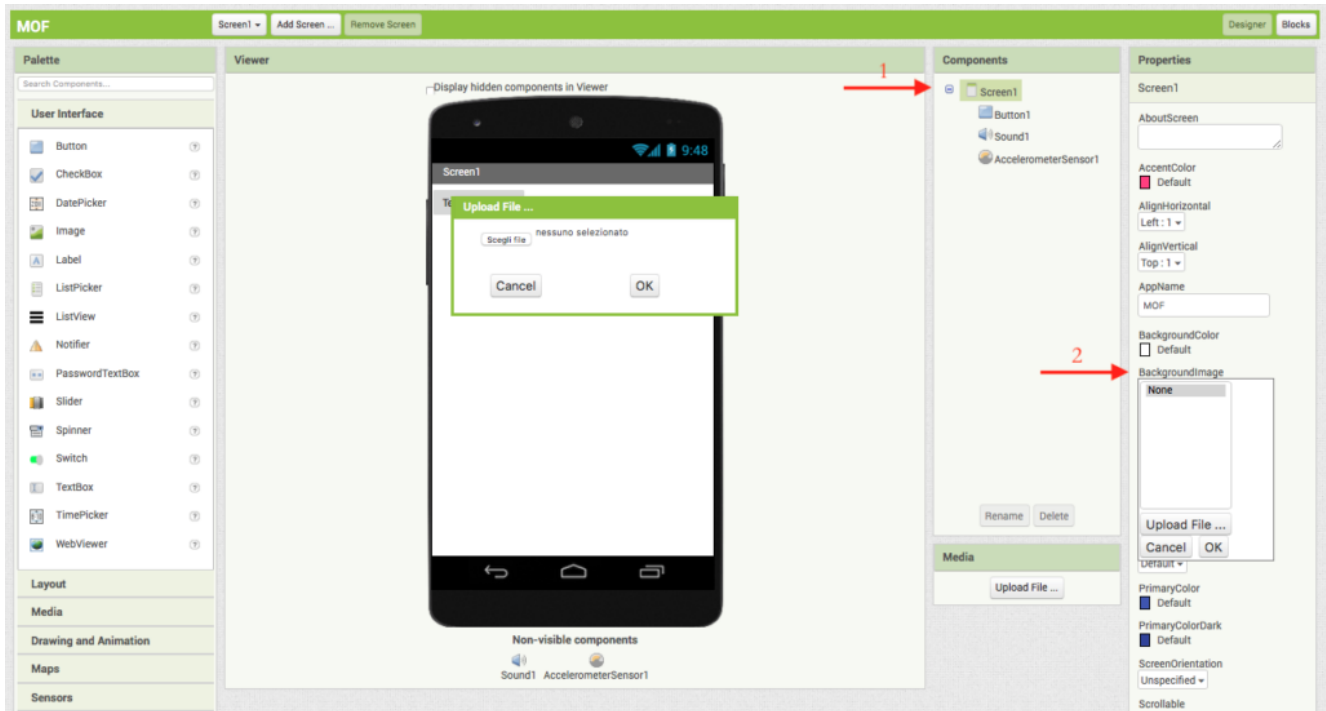 MOF
Screen1
Add Screen ...
Remove Screen
Designer
Blocks
Palette
Search Components...
User Interface
Button
CheckBox
DatePicker
Image
Label
ListPicker
ListView
Notifier
PasswordTextBox
Slider
Spinner
Switch
TextBox
TimePicker
WebViewer
Layout
Media
Drawing and Animation
Maps
Sensors
Viewer
Display hidden components in Viewer
9:48
Screen1
Upload File ...
Scegli file nessuno selezionato
Cancel
OK
Non-visible components
Sound1 AccelerometerSensor1
1
Components
Screen1
Button1
Sound1
AccelerometerSensor1
Rename
Delete
Media
Upload File ...
2
Properties
Screen1
AboutScreen
AccentColor
Default
AlignHorizontal
Left : 1
AlignVertical
Top : 1
AppName
MOF
BackgroundColor
Default
BackgroundImage
None
Upload File ...
Cancel OK
Default
PrimaryColor
Default
PrimaryColorDark
Default
ScreenOrientation
Unspecified
Scrollable